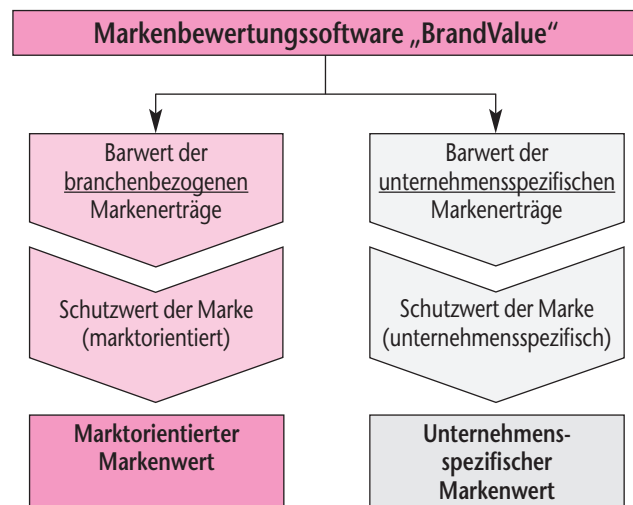 Markenbewertungssoftware „BrandValue“
Barwert der
branchenbezogenen
Markenerträge
Schutzwert der Marke
(marktorientiert)
Marktorientierter
Markenwert
Barwert der
unternehmensspezifischen
Markenerträge
Schutzwert der Marke
(unternehmensspezifisch)
Unternehmens-
spezifischer
Markenwert